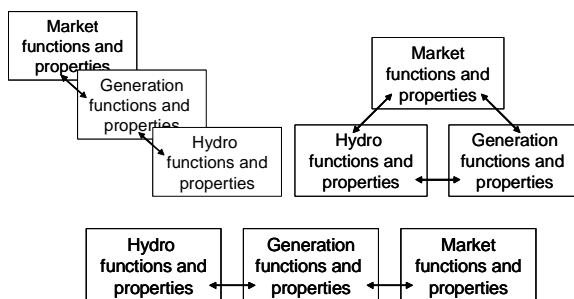 Market
functions and
properties
Generation
functions and
properties
Hydro
functions and
properties
Market
functions and
properties
Hydro
functions and
properties
Generation
functions and
properties
Hydro
functions and
properties
Generation
functions and
properties
Market
functions and
properties